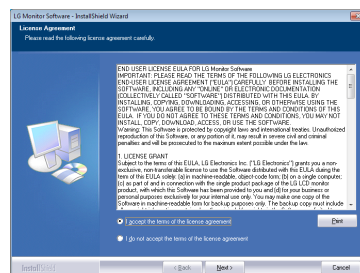 LG Monitor Software - InstallShield Wizard
License Agreement
Please read the following license agreement carefully.
END-USER LICENSE EULA FOR LG Monitor Software
IMPORTANT: PLEASE READ THE TERMS OF THE FOLLOWING LG ELECTRONICS
END-USER LICENSE AGREEMENT ("EULA") CAREFULLY. BEFORE INSTALLING THE
SOFTWARE, INCLUDING ANY "ONLINE" OR ELECTRONIC DOCUMENTATION
(COLLECTIVELY CALLED "SOFTWARE") DISTRIBUTED WITH THIS EULA. BY
INSTALLING, COPYING, DOWNLOADING, ACCESSING, OR OTHERWISE USING THE
SOFTWARE, YOU AGREE TO BE BOUND BY THE TERMS AND CONDITIONS OF THIS
EULA. IF YOU DO NOT AGREE TO THESE TERMS AND CONDITIONS, YOU MAY NOT
INSTALL, COPY, DOWNLOAD, ACCESS, OR USE THE SOFTWARE.
Warning: This Software is protected by copyright laws and international treaties. Unauthorized
reproduction of this Software, or any portion of it, may result in severe civil and criminal
penalties and will be prosecuted to the maximum extent possible under the law.
1. LICENSE GRANT
Subject to the terms of this EULA, LG Electronics Inc. ("LG Electronics") grants you a non-
exclusive, non-transferable license to use the Software distributed with this EULA during the
term of this EULA solely: (a) in machine-readable, object-code form; (b) on a single computer;
(c) as part of and in connection with the single product package of the LG LCD monitor
product, with which the Software has been provided to you and (d) for your business or
personal purposes exclusively for your internal use only. You may make one copy of the
Software in machine-readable form for backup purposes only. The backup copy must include
I accept the terms of the license agreement
Print
I do not accept the terms of the license agreement
InstallShield
< Back
Next >
Cancel